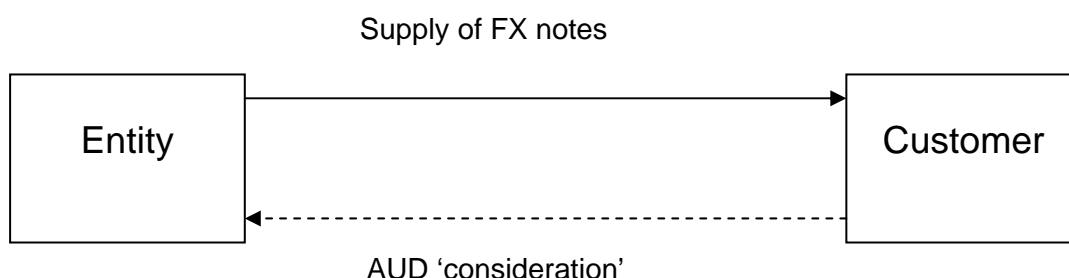 Supply of FX notes
Entity
Customer
AUD ‘consideration’